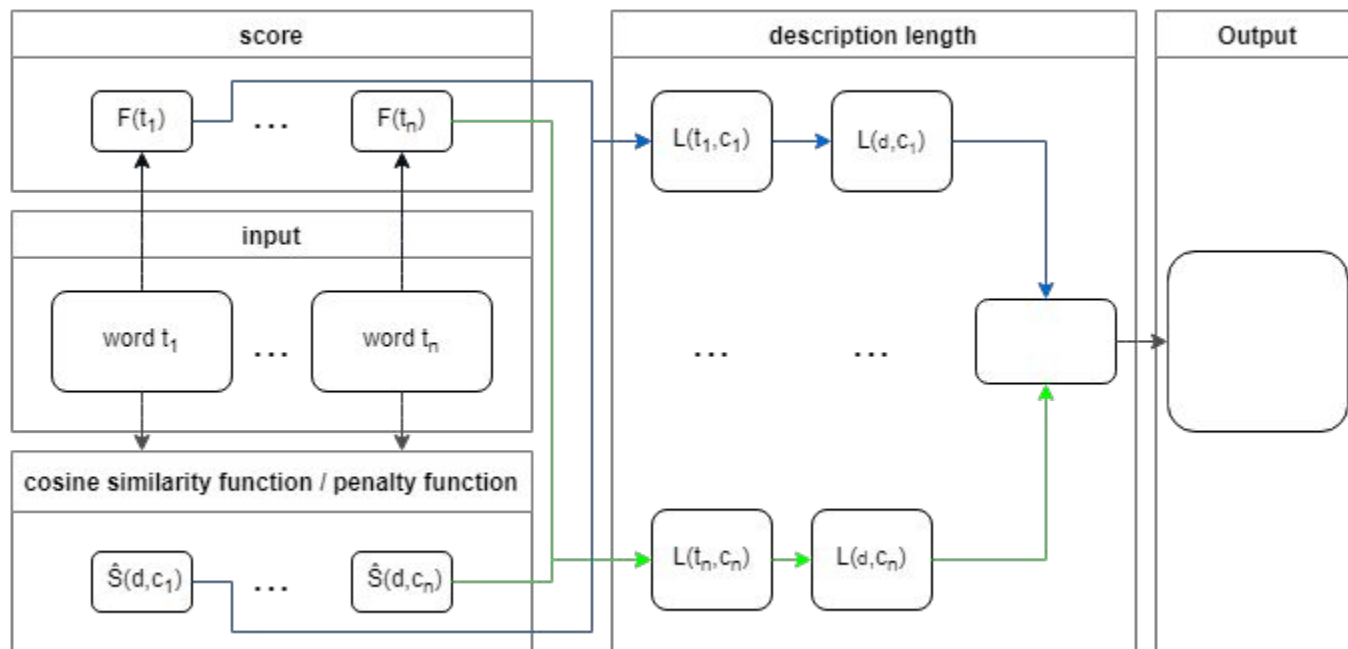 score
F(t₁) ... F(tₙ)
input
word t₁ ... word tₙ
cosine similarity function / penalty function
Ŝ(d,c₁) ... Ŝ(d,cₙ)
description length
L(t₁,c₁) L(d,c₁)
... ...
L(tₙ,cₙ) L(d,cₙ)
Output